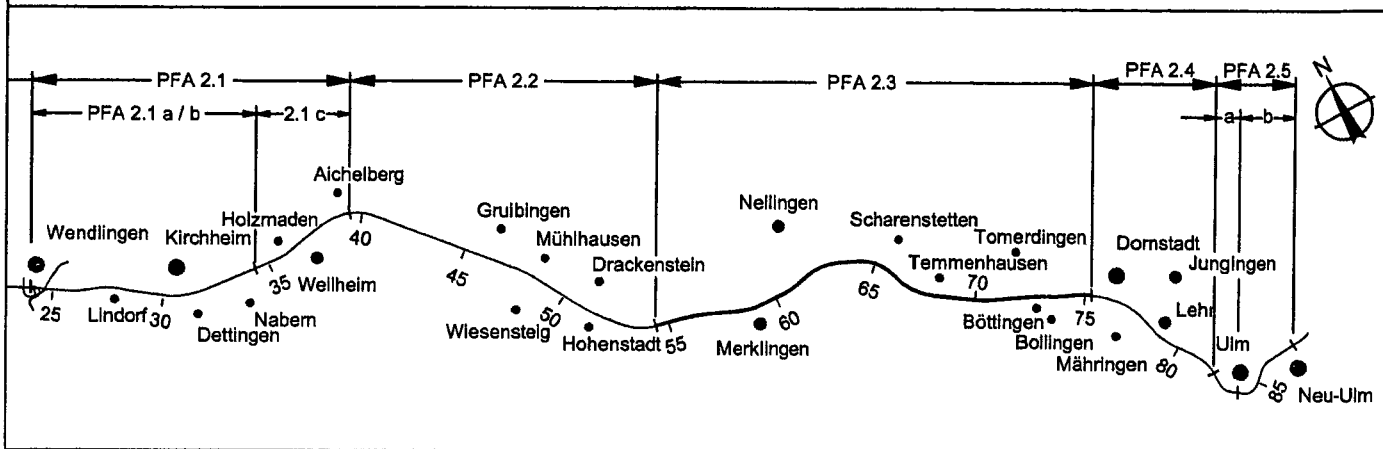 PFA 2.1
PFA 2.2
PFA 2.3
PFA 2.4
PFA 2.5
N
PFA 2.1 a / b
2.1 c
a
b
Aichelberg
Holzmaden
Wendlingen
Kirchheim
40
35
Weilheim
25
Lindorf
30
Dettingen
Nabern
Gruibingen
Mühlhausen
Drackenstein
45
50
Wiesensteig
Hohenstadt
55
Nellingen
Merklingen
60
Scharenstetten
Tomerdingen
Temmenhausen
70
65
Böttingen
Bollingen
75
Dornstadt
Jungingen
Lehr
Mähringen
80
Ulm
85
Neu-Ulm